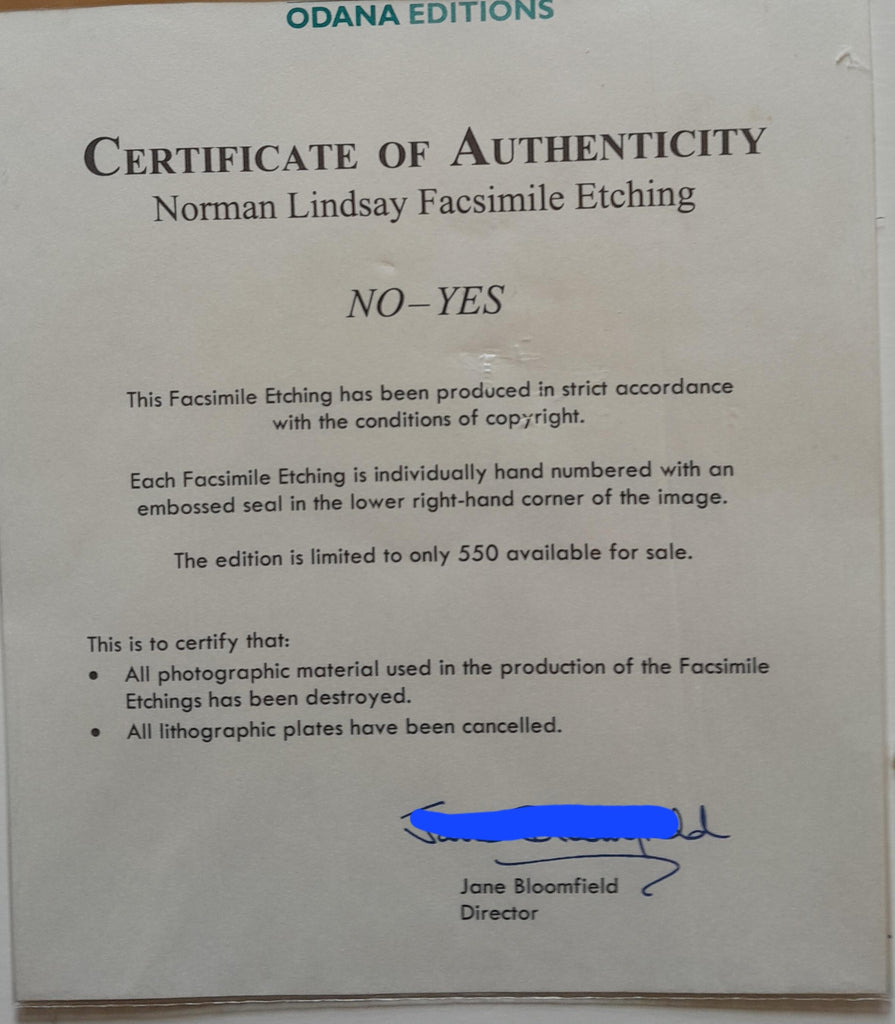 ODANA EDITIONS
CERTIFICATE OF AUTHENTICITY
Norman Lindsay Facsimile Etching
NO–YES
This Facsimile Etching has been produced in strict accordance
with the conditions of copyright.
Each Facsimile Etching is individually hand numbered with an
embossed seal in the lower right-hand corner of the image.
The edition is limited to only 550 available for sale.
This is to certify that:
• All photographic material used in the production of the Facsimile
Etchings has been destroyed.
• All lithographic plates have been cancelled.
Jane Bloomfield
Director